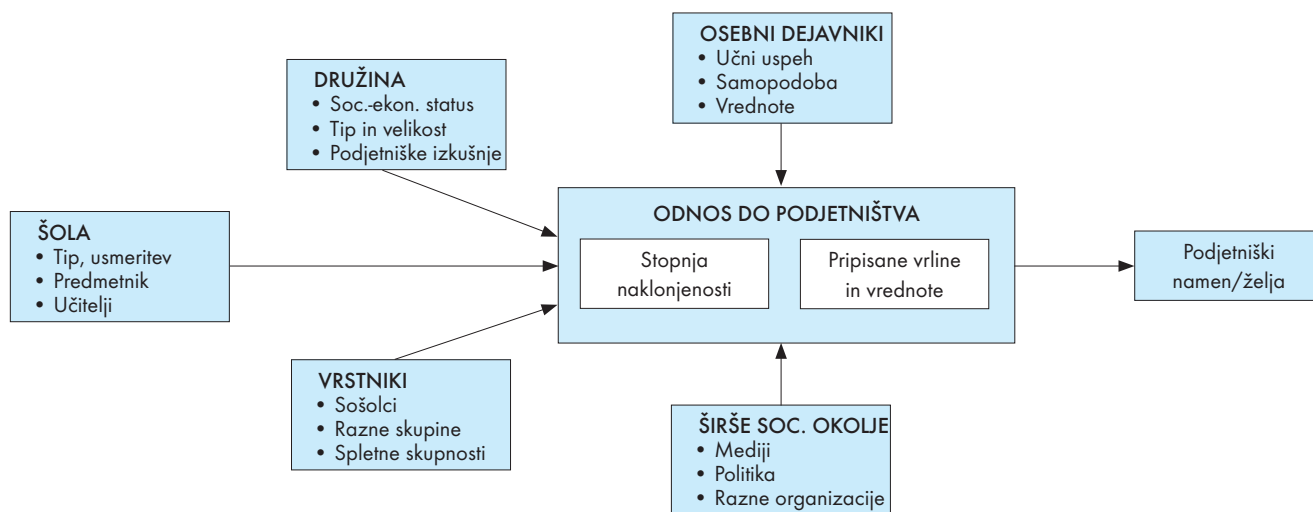 OSEBNI DEJAVNIKI
• Učni uspeh
• Samopodoba
• Vrednote
DRUŽINA
• Soc.-ekon. status
• Tip in velikost
• Podjetniške izkušnje
ŠOLA
• Tip, usmeritev
• Predmetnik
• Učitelji
ODNOS DO PODJETNIŠTVA
Stopnja
naklonjenosti
Pripisane vrline
in vrednote
Podjetniški
namen/želja
VRSTNIKI
• Sošolci
• Razne skupine
• Spletne skupnosti
ŠIRŠE SOC. OKOLJE
• Mediji
• Politika
• Razne organizacije